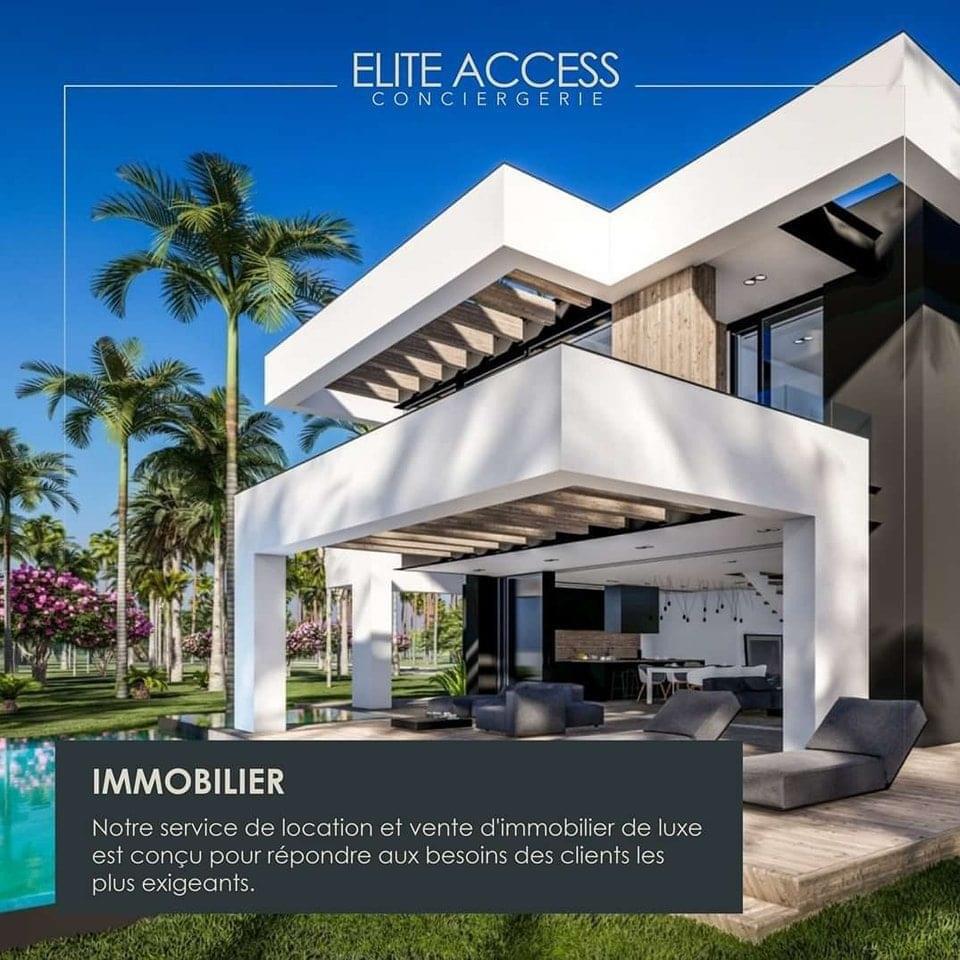 ELITE ACCESS
CONCIERGERIE
IMMOBILIER
Notre service de location et vente d'immobilier de luxe
est conçu pour répondre aux besoins des clients les
plus exigeants.